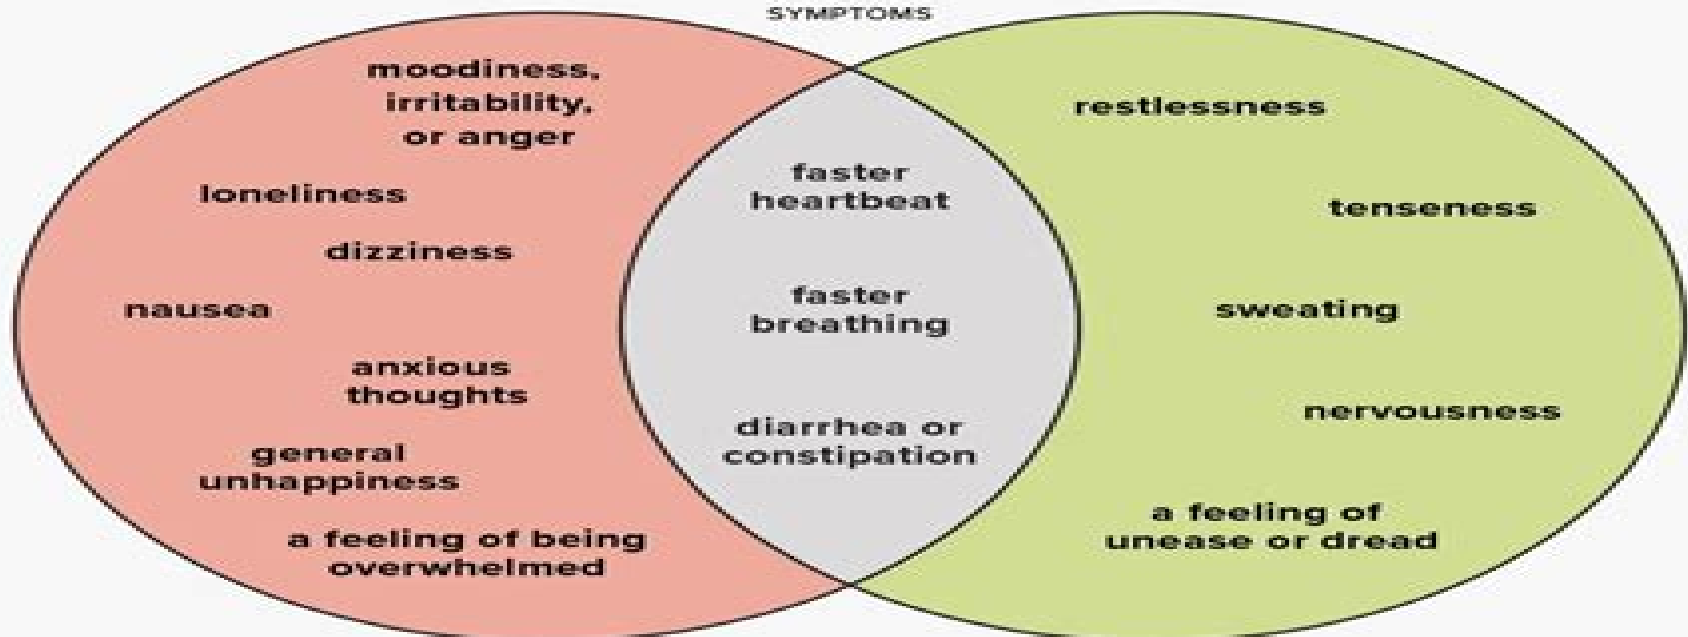 SYMPTOMS
moodiness,
irritability,
or anger
loneliness
dizziness
nausea
anxious
thoughts
general
unhappiness
a feeling of being
overwhelmed
faster
heartbeat
faster
breathing
diarrhea or
constipation
restlessness
tenseness
sweating
nervousness
a feeling of
unease or dread